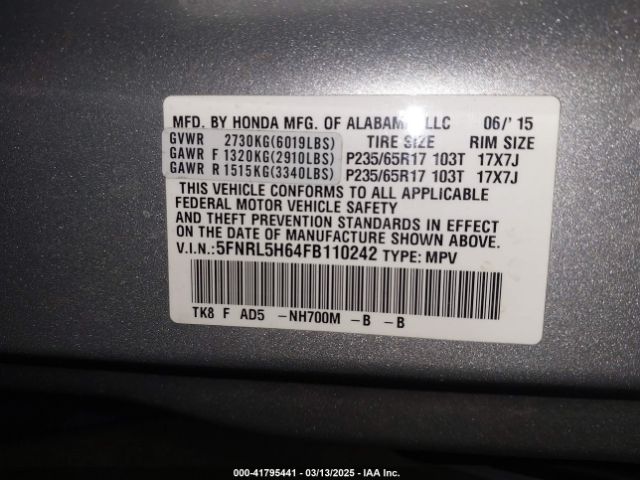 MFD. BY HONDA MFG. OF ALABAMA LLC 06/'15
GVWR 2730KG(6019LBS) TIRE SIZE RIM SIZE
GAWR F 1320KG(2910LBS) P235/65R17 103T 17X7J
GAWR R 1515KG(3340LBS) P235/65R17 103T 17X7J
THIS VEHICLE CONFORMS TO ALL APPLICABLE
FEDERAL MOTOR VEHICLE SAFETY
AND THEFT PREVENTION STANDARDS IN EFFECT
ON THE DATE OF MANUFACTURE SHOWN ABOVE.
V.I.N.:5FNRL5H64FB110242 TYPE: MPV
TK8 F AD5 -NH700M -B -B
000-41795441 - 03/13/2025 - IAA Inc.